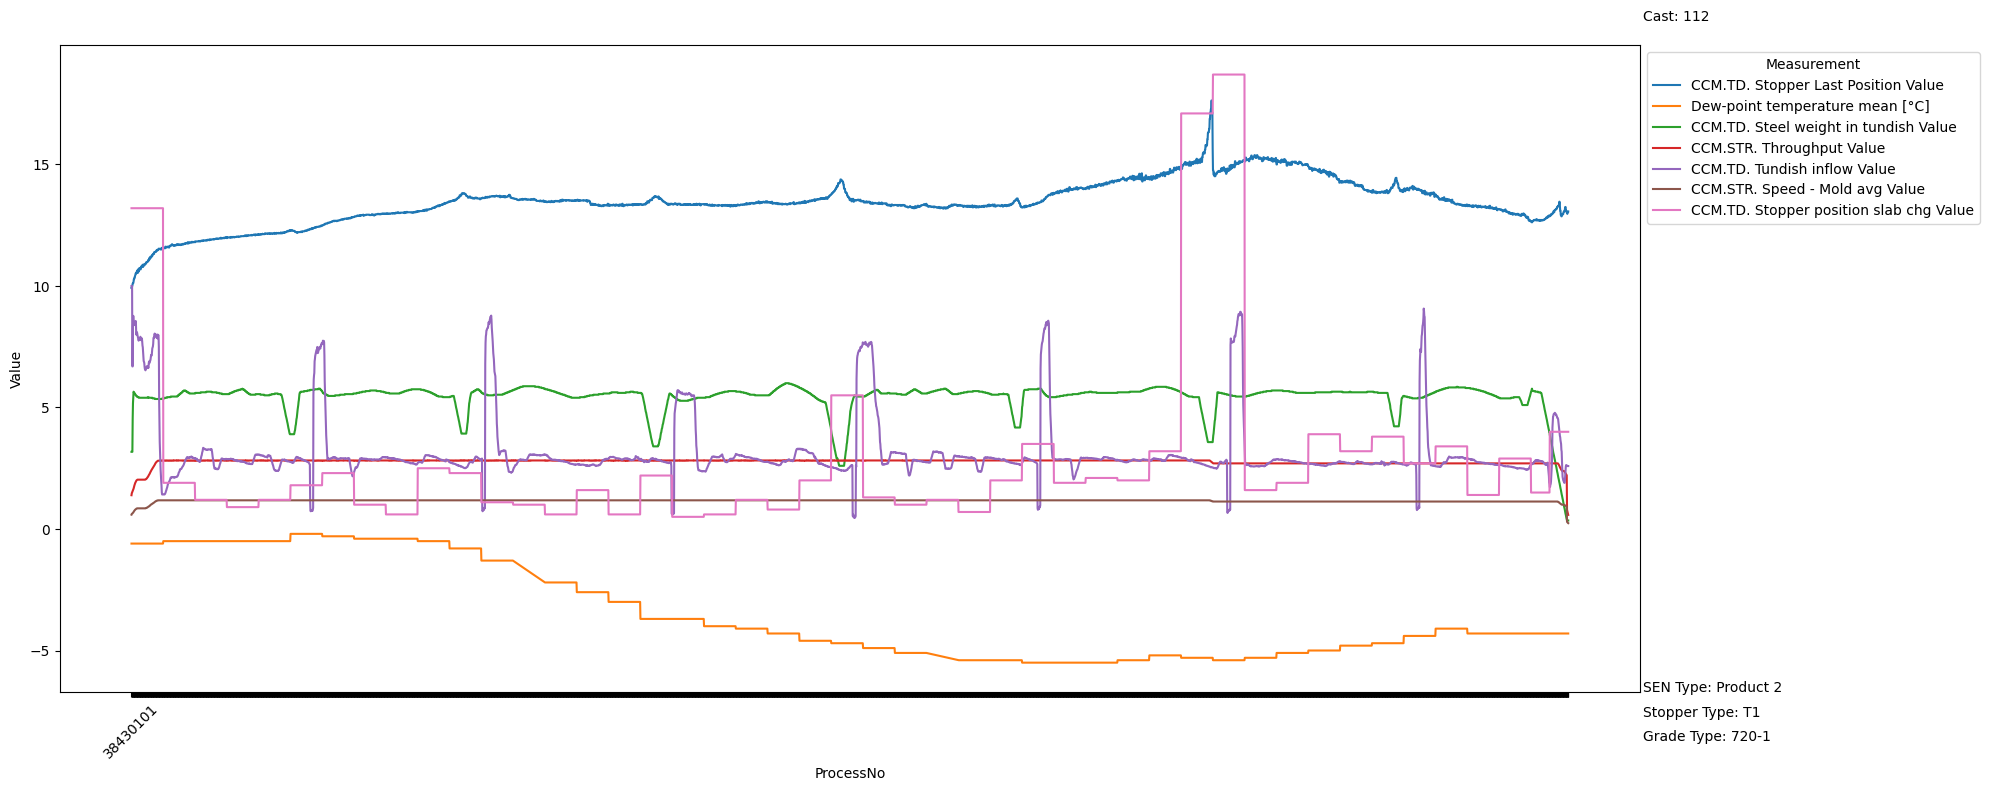 Cast: 112
Measurement
CCM.TD. Stopper Last Position Value
Dew-point temperature mean [°C]
CCM.TD. Steel weight in tundish Value
CCM.STR. Throughput Value
CCM.TD. Tundish inflow Value
CCM.STR. Speed - Mold avg Value
CCM.TD. Stopper position slab chg Value
15
10
5
0
−5
Value
38430101
ProcessNo
SEN Type: Product 2
Stopper Type: T1
Grade Type: 720-1